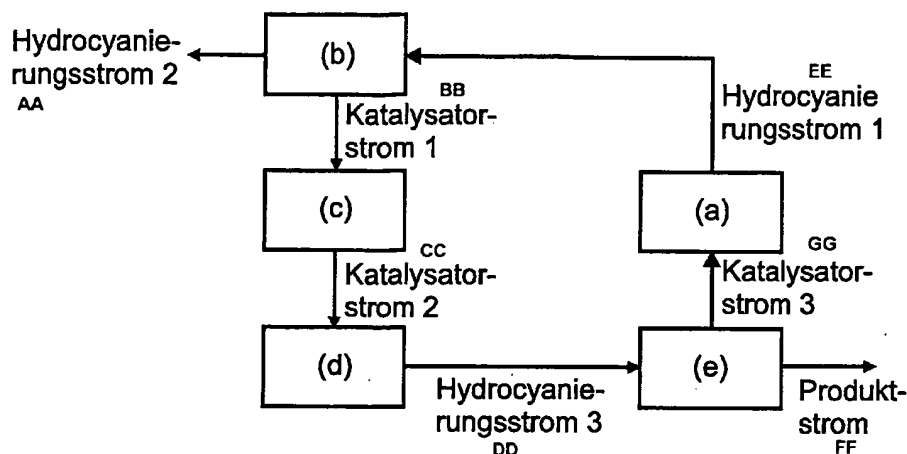 Hydrocyanie-
rungsstrom 2
AA
(b)
BB
Katalysator-
strom 1
EE
Hydrocyanie
rungsstrom 1
(c)
(a)
CC
Katalysator-
strom 2
GG
Katalysator-
strom 3
(d)
(e)
Hydrocyanie-
rungsstrom 3
DD
Produkt-
strom
FF